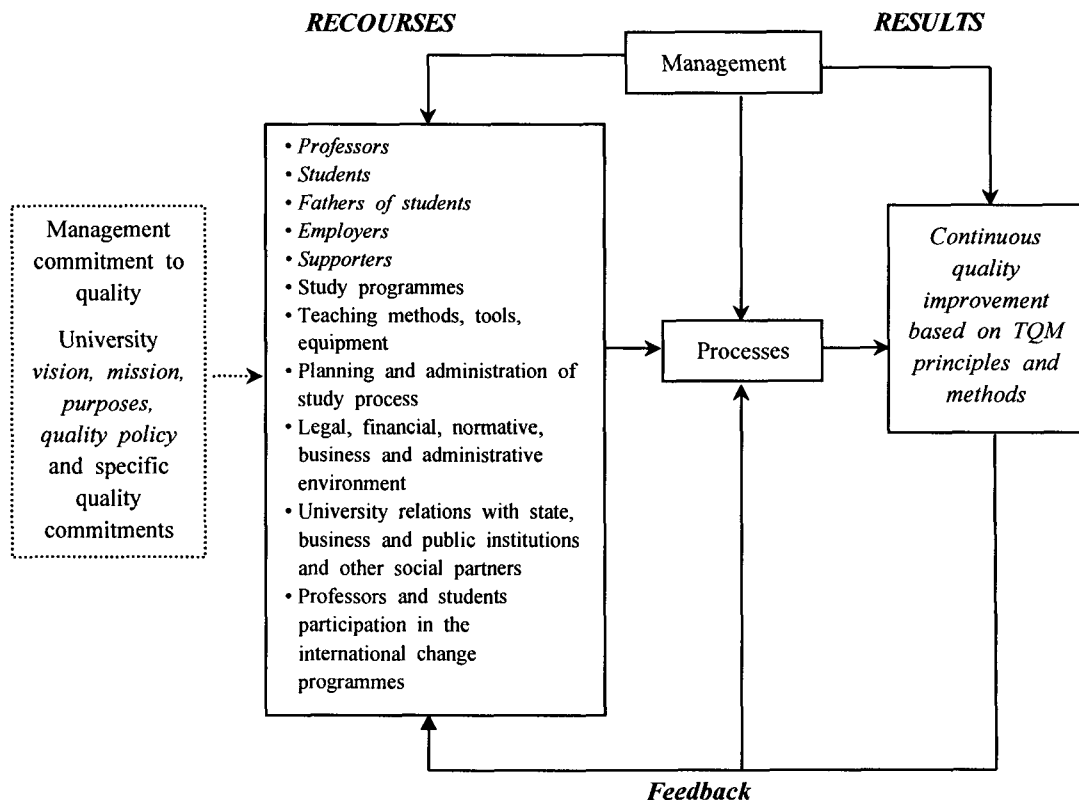 RECOURSES
RESULTS
Management
Management
commitment to
quality
University
vision, mission,
purposes,
quality policy
and specific
quality
commitments
• Professors
• Students
• Fathers of students
• Employers
• Supporters
• Study programmes
• Teaching methods, tools,
equipment
• Planning and administration of
study process
• Legal, financial, normative,
business and administrative
environment
• University relations with state,
business and public institutions
and other social partners
• Professors and students
participation in the
international change
programmes
Processes
Continuous
quality
improvement
based on TQM
principles and
methods
Feedback